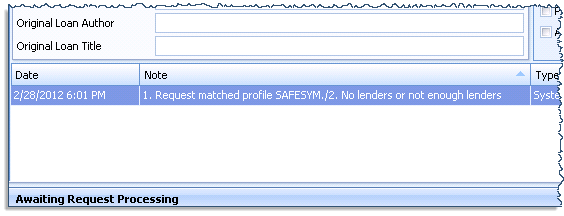 Original Loan Author
Original Loan Title
Date Note Type
2/28/2012 6:01 PM 1. Request matched profile SAFESYM./2. No lenders or not enough lenders Syste
Awaiting Request Processing